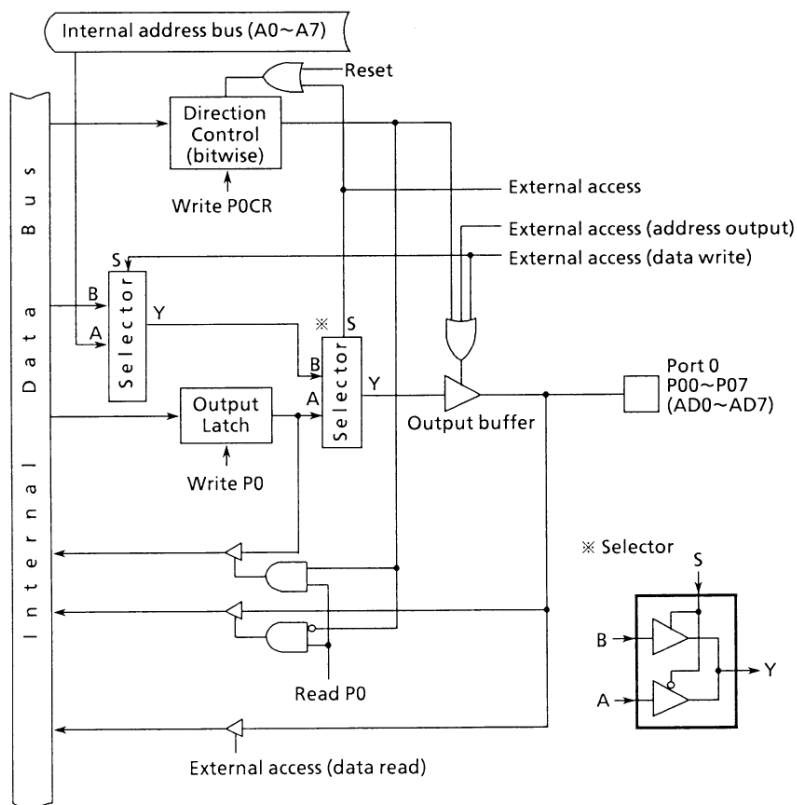 Internal address bus (A0~A7)
Reset
Direction
Control
(bitwise)
Write P0CR
External access
External access (address output)
External access (data write)
S
B
A
Selector
Y
※
S
B
A
Selector
Y
Output
Latch
Write P0
Output buffer
Port 0
P00~P07
(AD0~AD7)
Internal Data Bus
Read P0
External access (data read)
※ Selector
S
B
A
Y